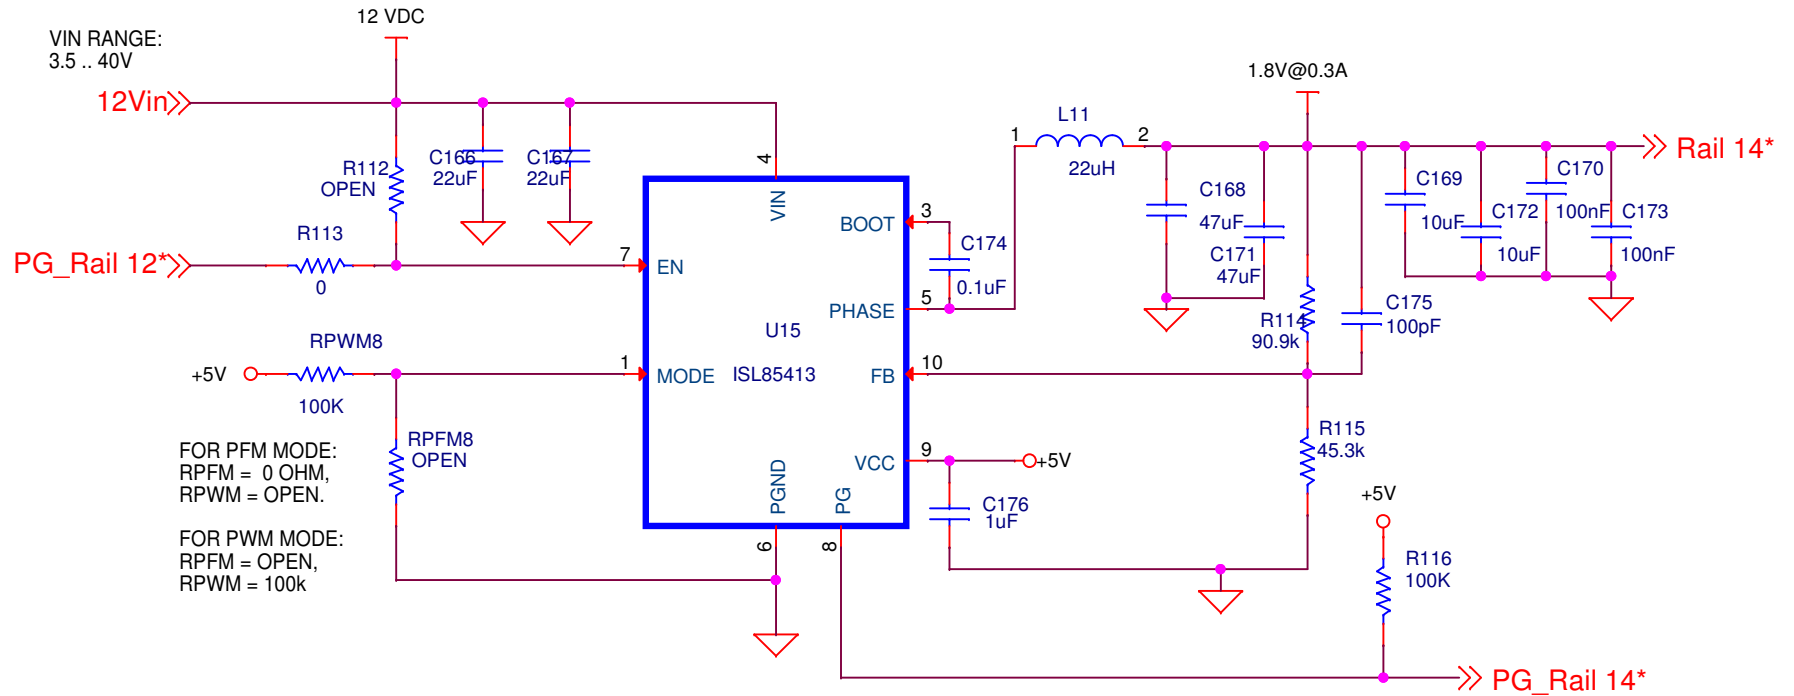 12 VDC
VIN RANGE:
3.5 .. 40V
12Vin
1.8V@0.3A
L11
1
2
22uH
Rail 14*
R112
OPEN
C166
22uF
C167
22uF
4
VIN
BOOT
3
C174
0.1uF
C168
47uF
C171
47uF
C169
10uF
C172
10uF
C170
100nF
C173
100nF
R113
0
PG_Rail 12*
7
EN
PHASE
5
U15
ISL85413
R114
90.9k
C175
100pF
RPWM8
+5V
100K
1
MODE
FB
10
RPFM8
OPEN
FOR PFM MODE:
RPFM = 0 OHM,
RPWM = OPEN.
FOR PWM MODE:
RPFM = OPEN,
RPWM = 100k
VCC
9
+5V
C176
1uF
R115
45.3k
PGND
6
PG
8
+5V
R116
100K
PG_Rail 14*